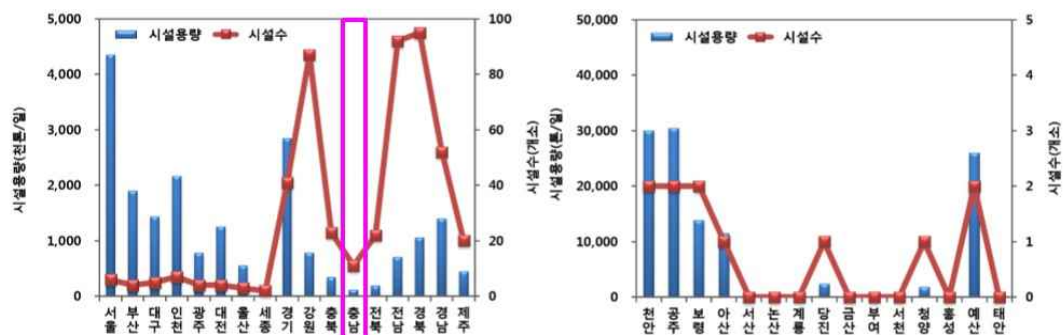 5,000
4,000
3,000
2,000
1,000
0
시설용량(천톤/일)
시설용량
시설수
100
80
60
40
20
0
시설수(개소)
서울 부산 대구 인천 광주 대전 울산 세종 경기 강원 충북 충남 전북 전남 경북 경남 제주
50,000
40,000
30,000
20,000
10,000
0
시설용량(톤/일)
시설용량
시설수
5
4
3
2
1
0
시설수(개소)
천안 공주 보령 아산 서산 논산 계룡 당진 금산 부여 서천 청양 홍성 예산 태안